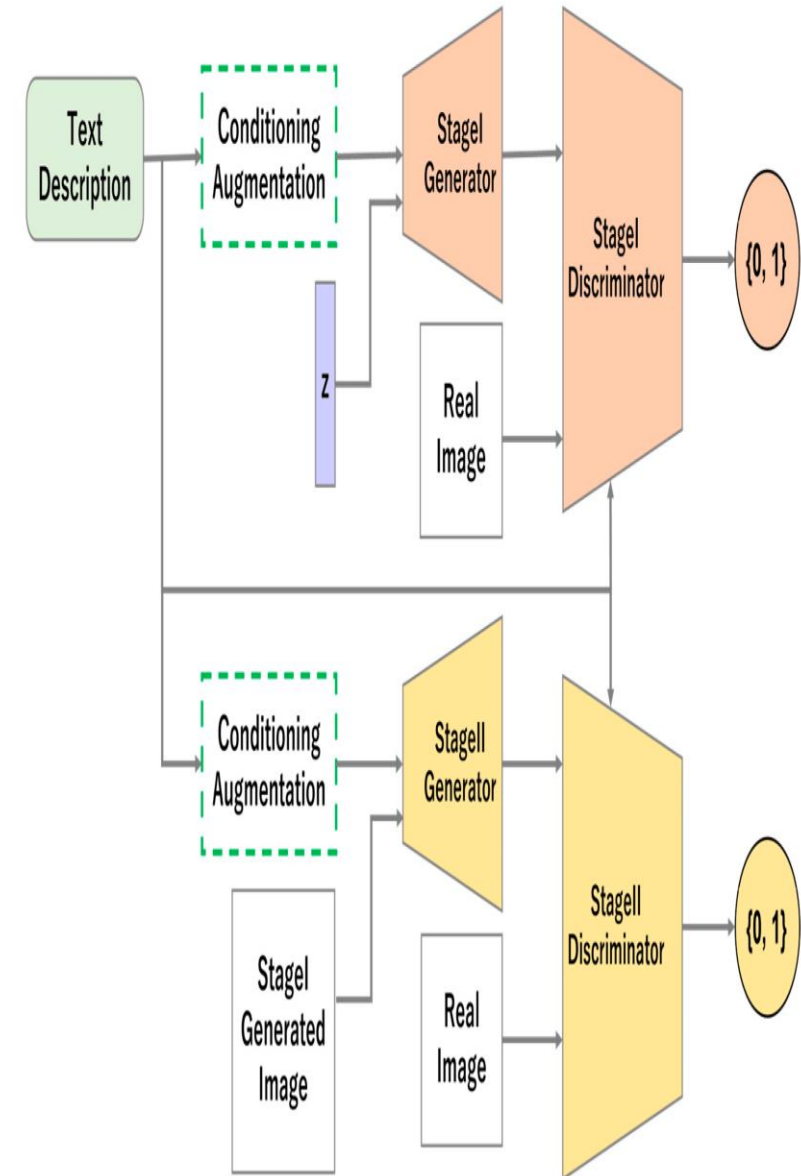 Text
Description
Conditioning
Augmentation
StageI
Generator
StageI
Discriminator
{0, 1}
z
Real
Image
Conditioning
Augmentation
StageII
Generator
StageII
Discriminator
{0, 1}
StageI
Generated
Image
Real
Image